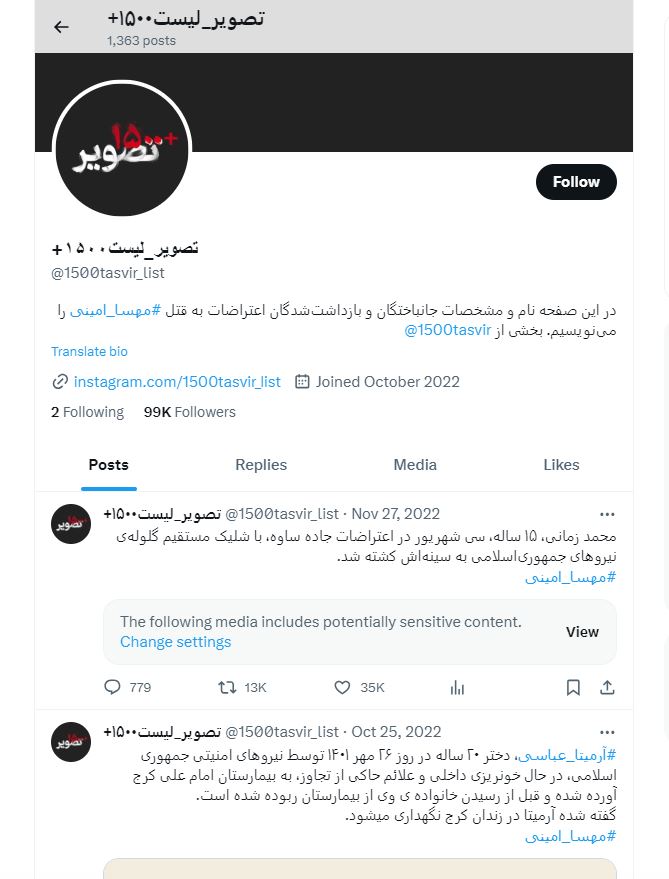 تصویر_لیست۱۵۰۰+
1,363 posts
۱۵۰۰+
تصویر
Follow
تصویر_لیست۱۵۰۰+
@1500tasvir_list
در این صفحه نام و مشخصات جانباختگان و بازداشت‌شدگان اعتراضات به قتل #مهسا_امینی را
می‌نویسیم. بخشی از @1500tasvir
Translate bio
instagram.com/1500tasvir_list Joined October 2022
2 Following 99K Followers
Posts Replies Media Likes
تصویر_لیست۱۵۰۰+ @1500tasvir_list · Nov 27, 2022
محمد زمانی، ۱۵ ساله، سی شهریور در اعتراضات جاده ساوه، با شلیک مستقیم گلوله‌ی
نیروهای جمهوری‌اسلامی به سینه‌اش کشته شد.
#مهسا_امینی
The following media includes potentially sensitive content.
Change settings
View
779 13K 35K
تصویر_لیست۱۵۰۰+ @1500tasvir_list · Oct 25, 2022
#آرمیتا_عباسی، دختر ۲۰ ساله در روز ۲۶ مهر ۱۴۰۱ توسط نیروهای امنیتی جمهوری
اسلامی، در حال خونریزی داخلی و علائم حاکی از تجاوز، به بیمارستان امام علی کرج
آورده شده و قبل از رسیدن خانواده ی وی از بیمارستان ربوده شده است.
گفته شده آرمیتا در زندان کرج نگهداری میشود.
#مهسا_امینی